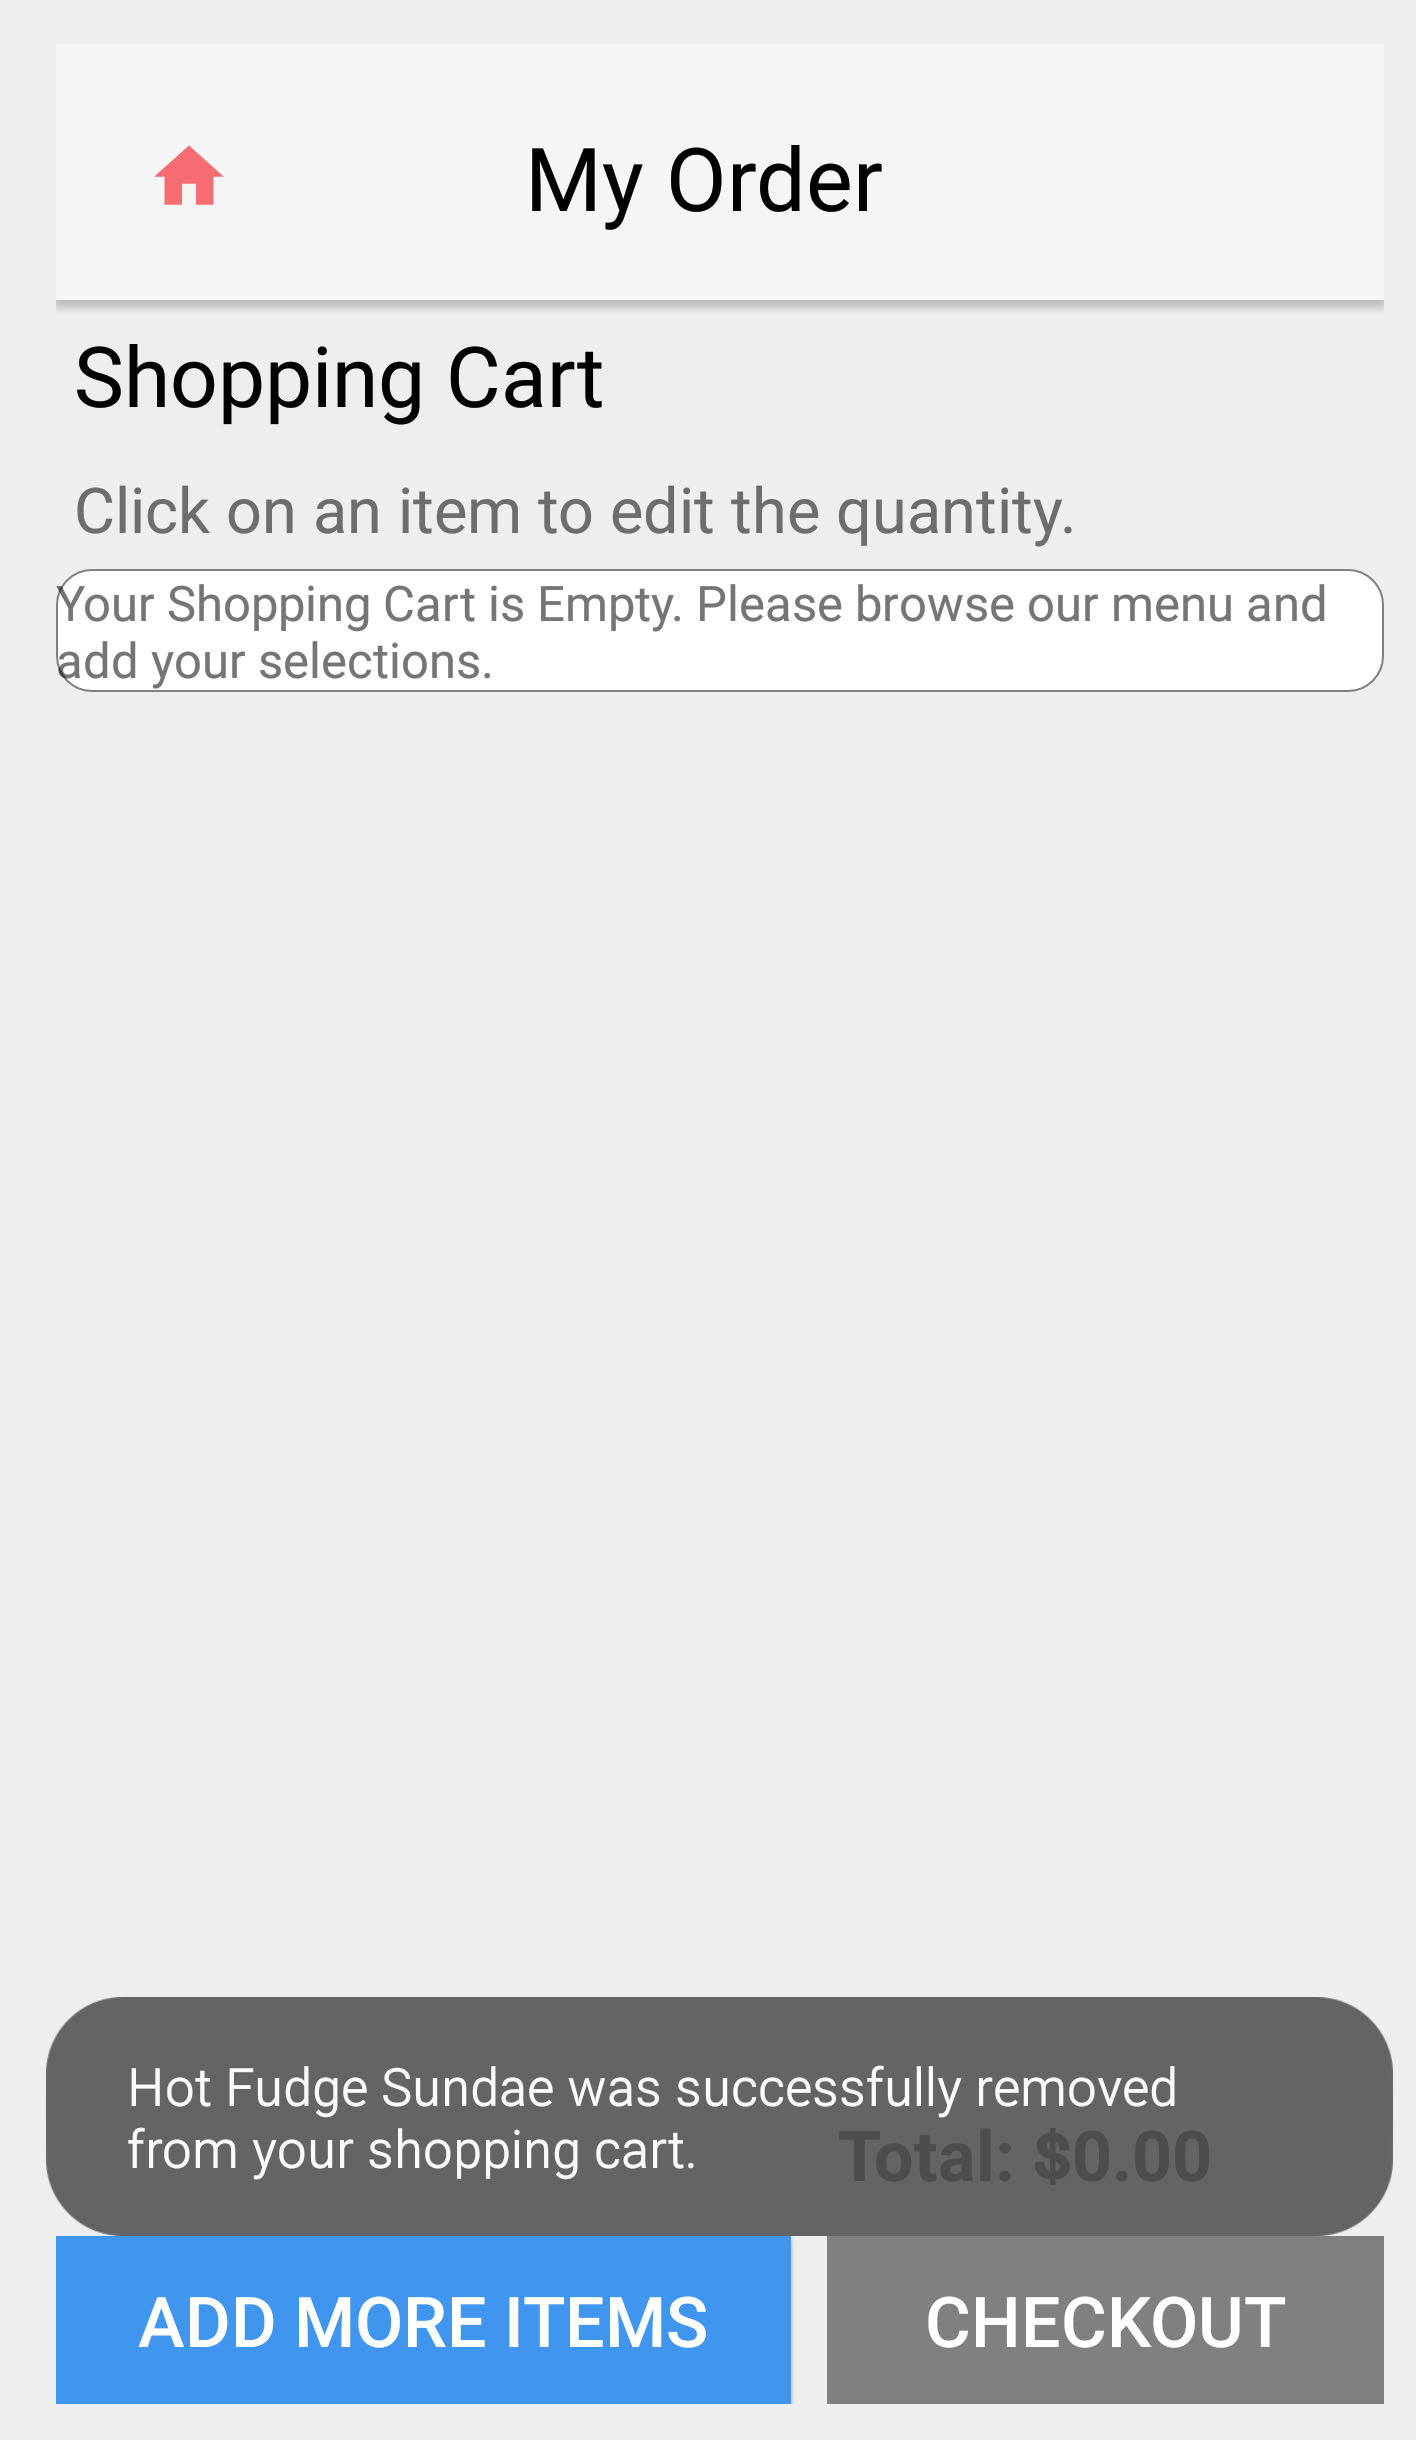 My Order
Shopping Cart
Click on an item to edit the quantity.
Your Shopping Cart is Empty. Please browse our menu and
add your selections.
Hot Fudge Sundae was successfully removed
from your shopping cart.
Total: $0.00
ADD MORE ITEMS
CHECKOUT